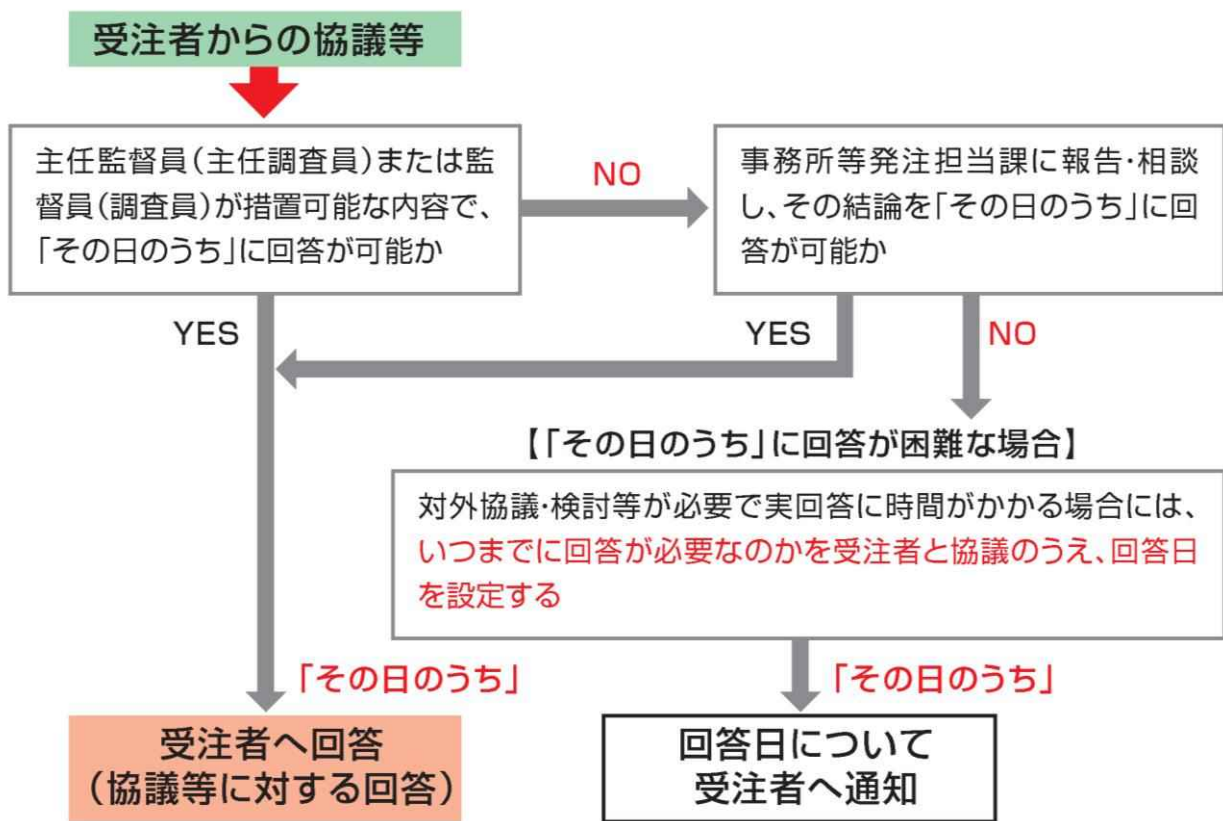 受注者からの協議等
主任監督員(主任調査員)または監
督員(調査員)が措置可能な内容で、
「その日のうち」に回答が可能か
NO
事務所等発注担当課に報告・相談
し、その結論を「その日のうち」に回
答が可能か
YES
YES
NO
【「その日のうち」に回答が困難な場合】
対外協議・検討等が必要で実回答に時間がかかる場合には、
いつまでに回答が必要なのかを受注者と協議のうえ、回答日
を設定する
「その日のうち」
「その日のうち」
受注者へ回答
(協議等に対する回答)
回答日について
受注者へ通知